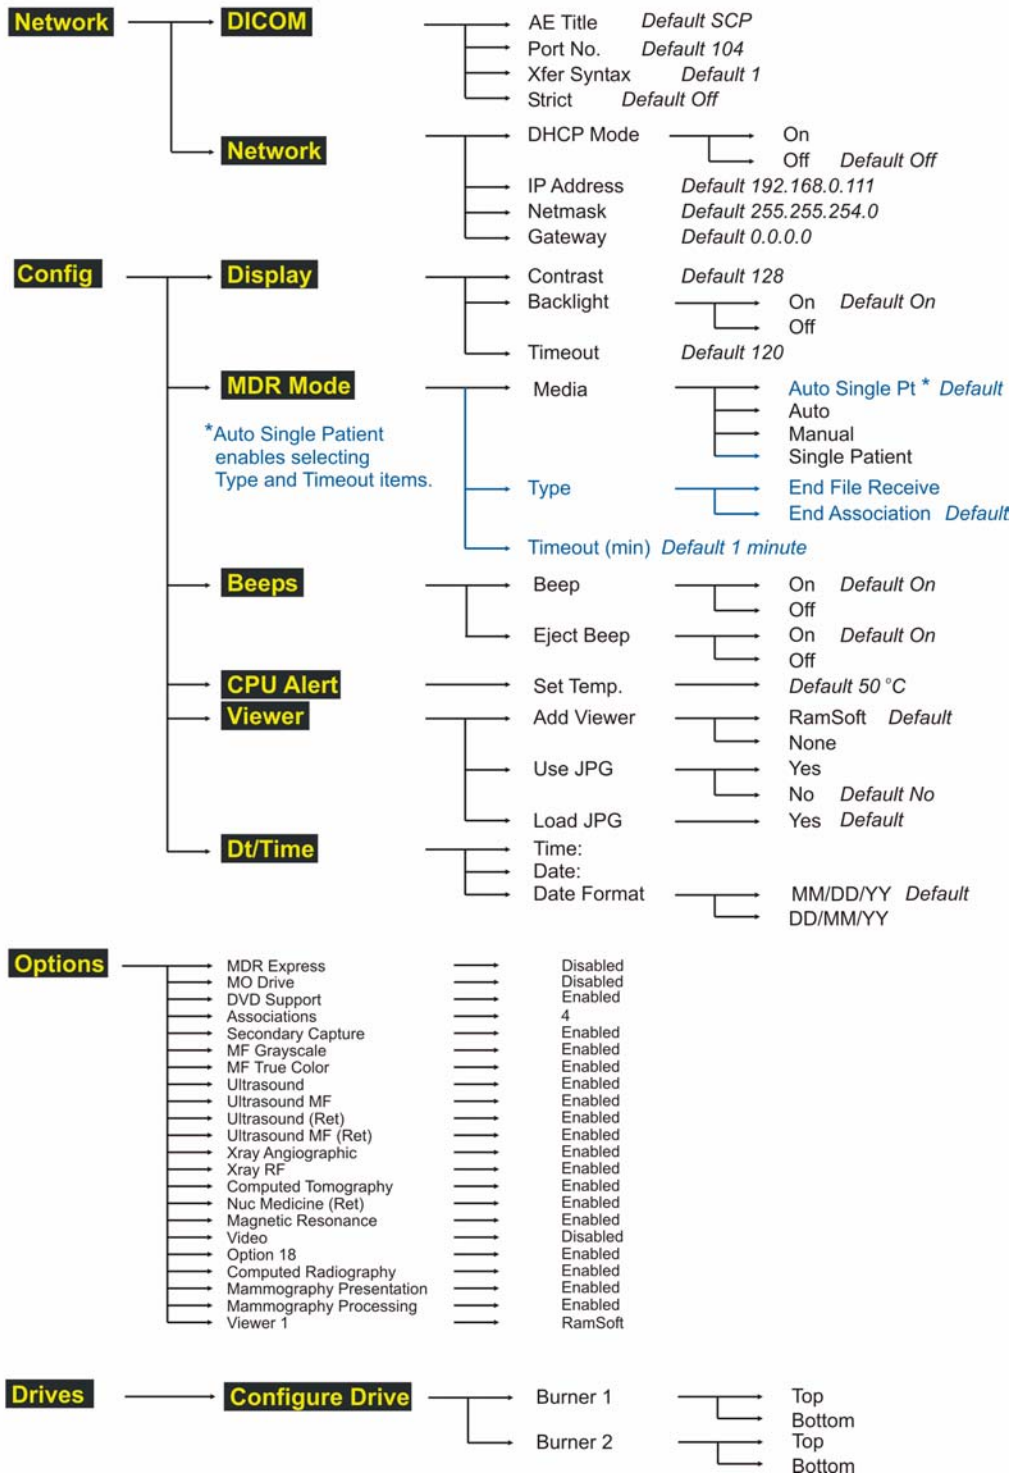 Network DICOM AE Title Default SCP
Port No. Default 104
Xfer Syntax Default 1
Strict Default Off
Network DHCP Mode On
Off Default Off
IP Address Default 192.168.0.111
Netmask Default 255.255.254.0
Gateway Default 0.0.0.0
Config Display Contrast Default 128
Backlight On Default On
Off
Timeout Default 120
MDR Mode Media Auto Single Pt * Default
Auto
Manual
Single Patient
*Auto Single Patient
enables selecting
Type and Timeout items.
Type End File Receive
End Association Default
Timeout (min) Default 1 minute
Beeps Beep On Default On
Off
Eject Beep On Default On
Off
CPU Alert Set Temp. Default 50 °C
Viewer Add Viewer RamSoft Default
None
Use JPG Yes
No Default No
Load JPG Yes Default
Dt/Time Time:
Date:
Date Format MM/DD/YY Default
DD/MM/YY
Options MDR Express Disabled
MO Drive Disabled
DVD Support Enabled
Associations 4
Secondary Capture Enabled
MF Grayscale Enabled
MF True Color Enabled
Ultrasound Enabled
Ultrasound MF Enabled
Ultrasound (Ret) Enabled
Ultrasound MF (Ret) Enabled
Xray Angiographic Enabled
Xray RF Enabled
Computed Tomography Enabled
Nuc Medicine (Ret) Enabled
Magnetic Resonance Enabled
Video Disabled
Option 18 Enabled
Computed Radiography Enabled
Mammography Presentation Enabled
Mammography Processing Enabled
Viewer 1 RamSoft
Drives Configure Drive Burner 1 Top
Bottom
Burner 2 Top
Bottom